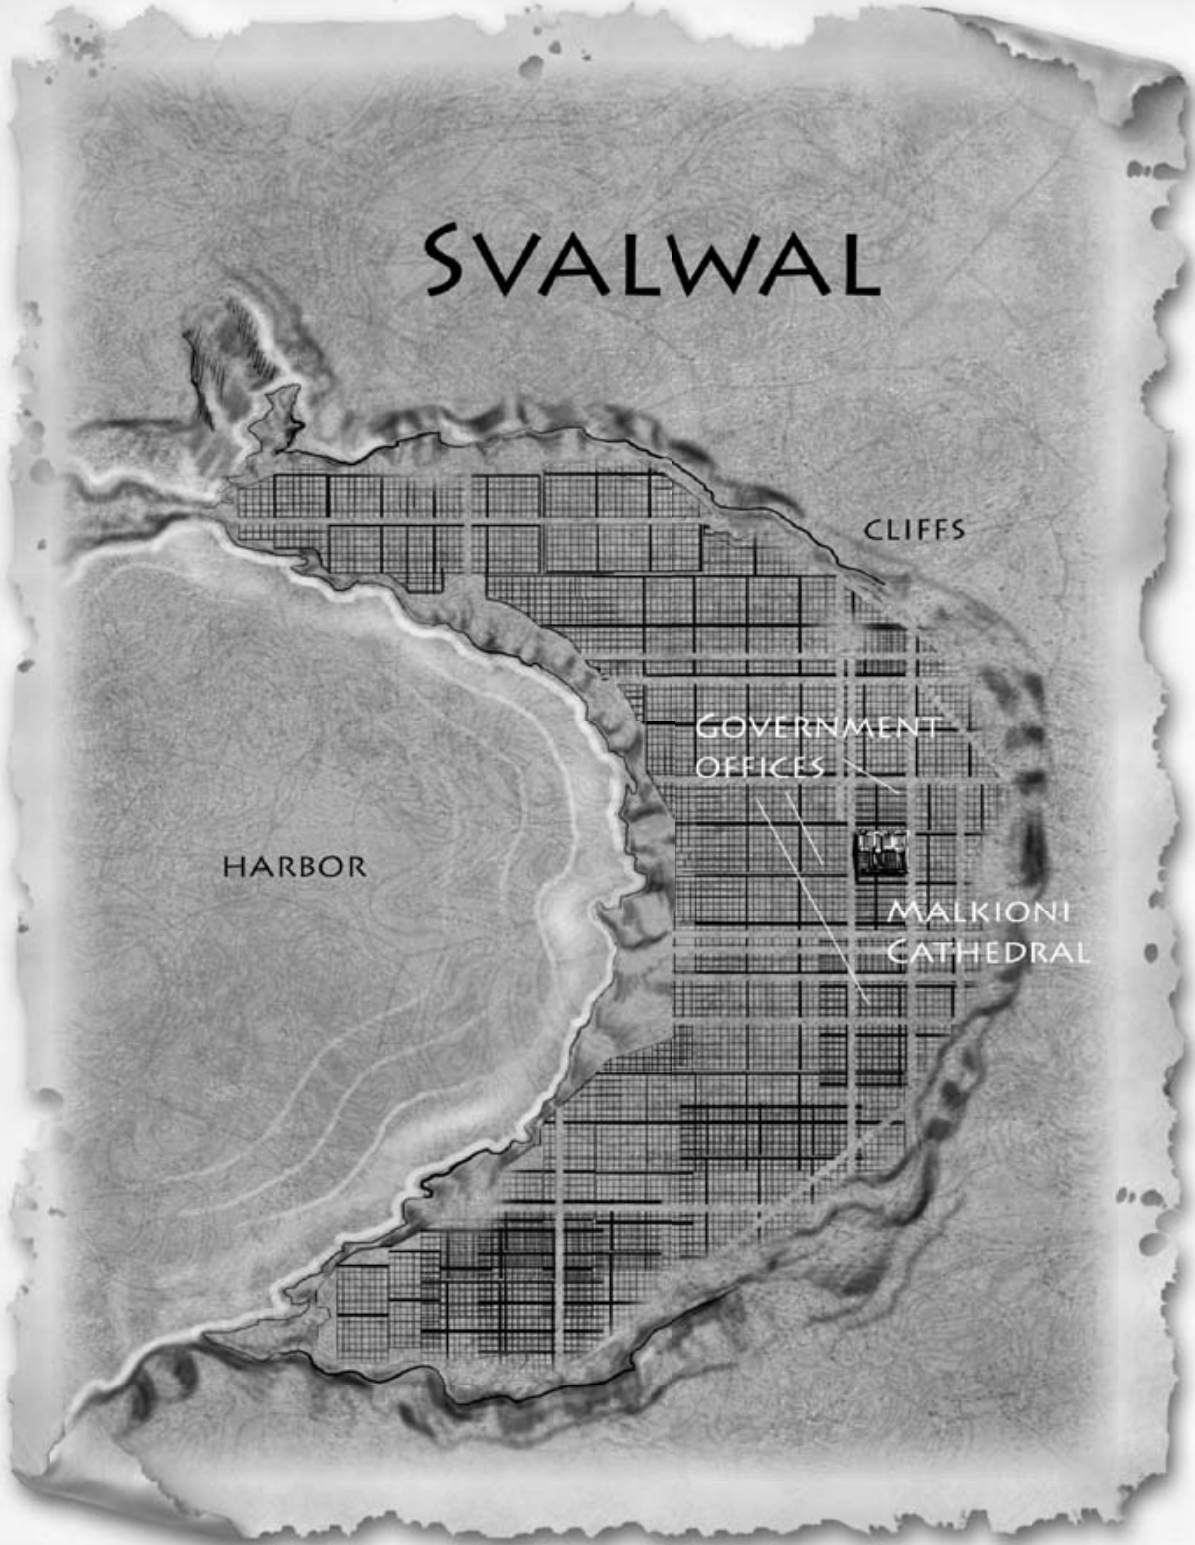 SVALWAL
CLIFFS
GOVERNMENT
OFFICES
HARBOR
MALKIONI
CATHEDRAL